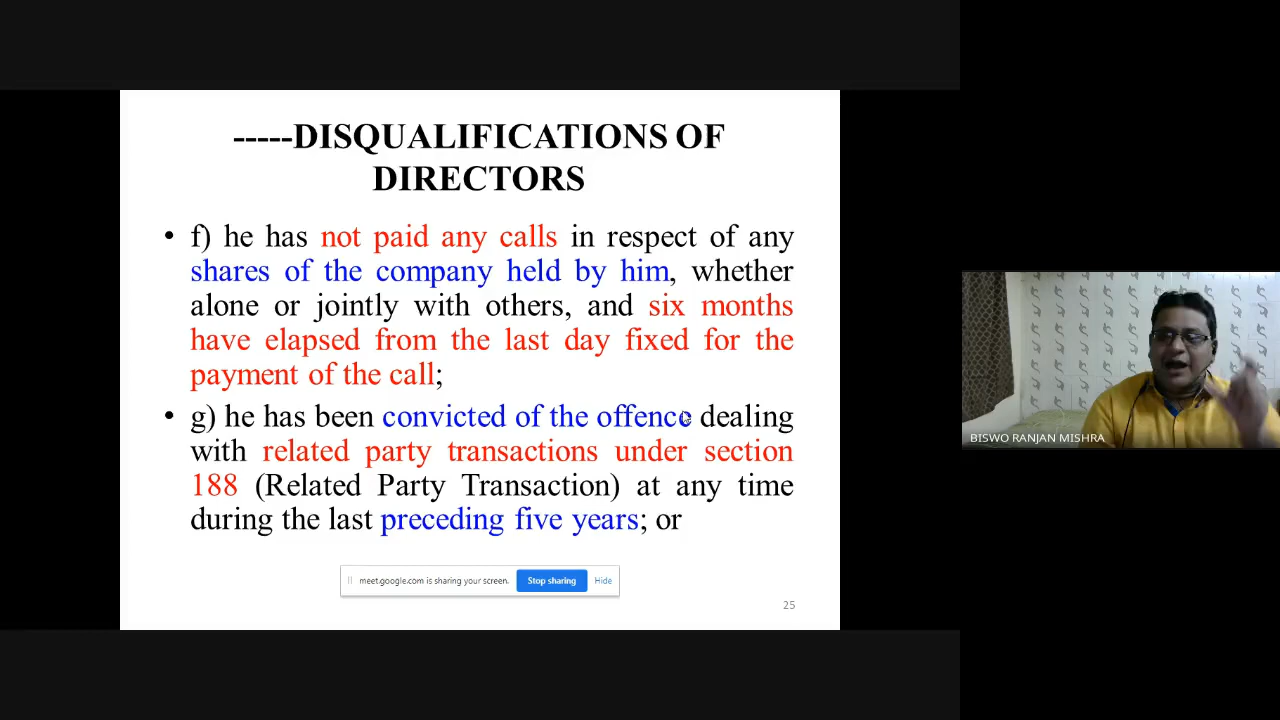 -----DISQUALIFICATIONS OF
DIRECTORS
• f) he has not paid any calls in respect of any
shares of the company held by him, whether
alone or jointly with others, and six months
have elapsed from the last day fixed for the
payment of the call;
• g) he has been convicted of the offence dealing
with related party transactions under section
188 (Related Party Transaction) at any time
during the last preceding five years; or
meet.google.com is sharing your screen. Stop sharing Hide
25
BISWO RANJAN MISHRA